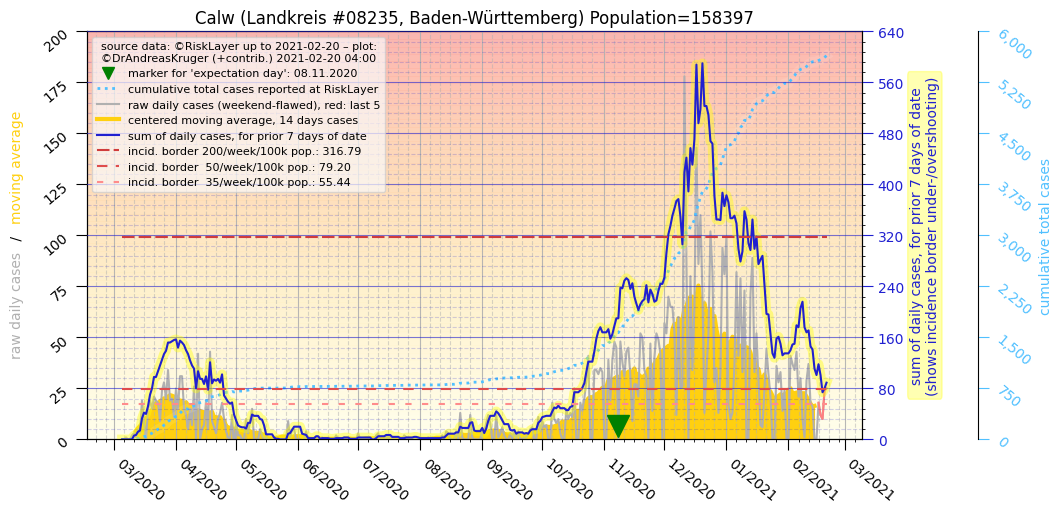 Calw (Landkreis #08235, Baden-Württemberg) Population=158397
source data: ©RiskLayer up to 2021-02-20 – plot:
©DrAndreasKruger (+contrib.) 2021-02-20 04:00
marker for 'expectation day': 08.11.2020
cumulative total cases reported at RiskLayer
raw daily cases (weekend-flawed), red: last 5
centered moving average, 14 days cases
sum of daily cases, for prior 7 days of date
incid. border 200/week/100k pop.: 316.79
incid. border  50/week/100k pop.: 79.20
incid. border  35/week/100k pop.: 55.44
raw daily cases / moving average
200
175
150
125
100
75
50
25
0
640
560
480
400
320
240
160
80
0
sum of daily cases, for prior 7 days of date
(shows incidence border under-/overshooting)
6,000
5,250
4,500
3,750
3,000
2,250
1,500
750
0
cumulative total cases
03/2020
04/2020
05/2020
06/2020
07/2020
08/2020
09/2020
10/2020
11/2020
12/2020
01/2021
02/2021
03/2021